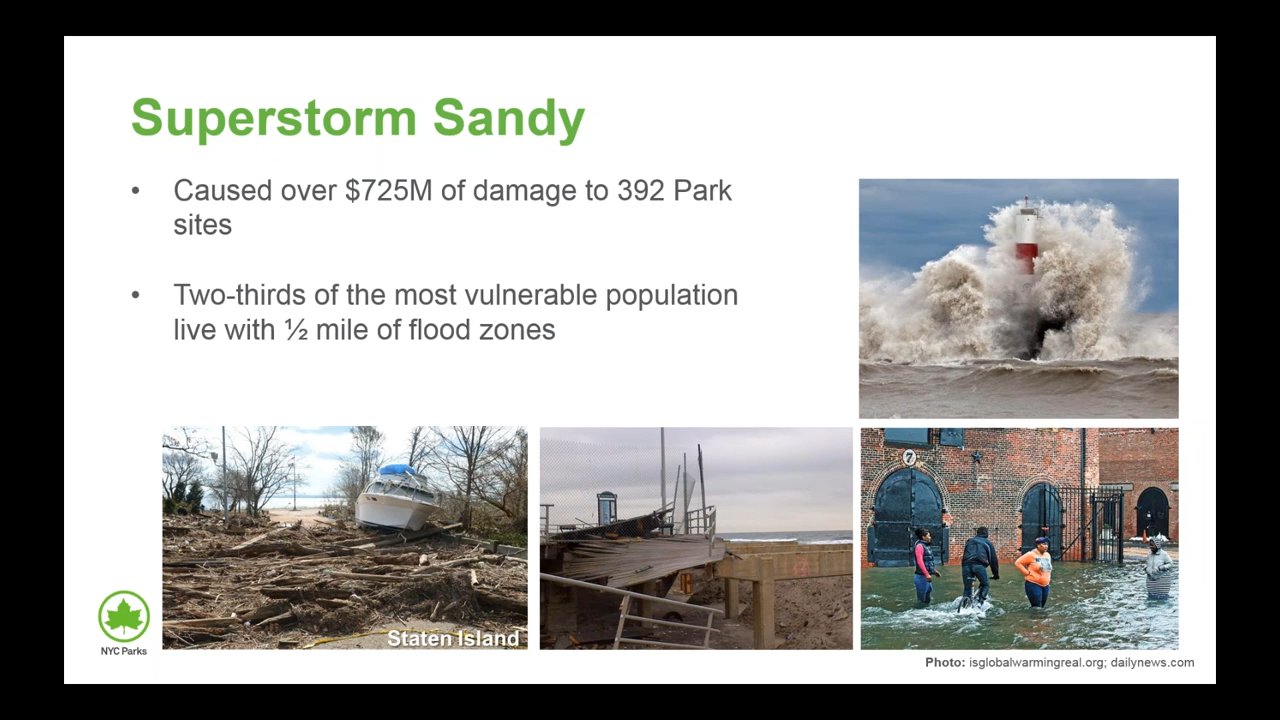 Superstorm Sandy
• Caused over $725M of damage to 392 Park
sites
• Two-thirds of the most vulnerable population
live with ½ mile of flood zones
7
Staten Island
NYC Parks
Photo: isglobalwarmingreal.org; dailynews.com